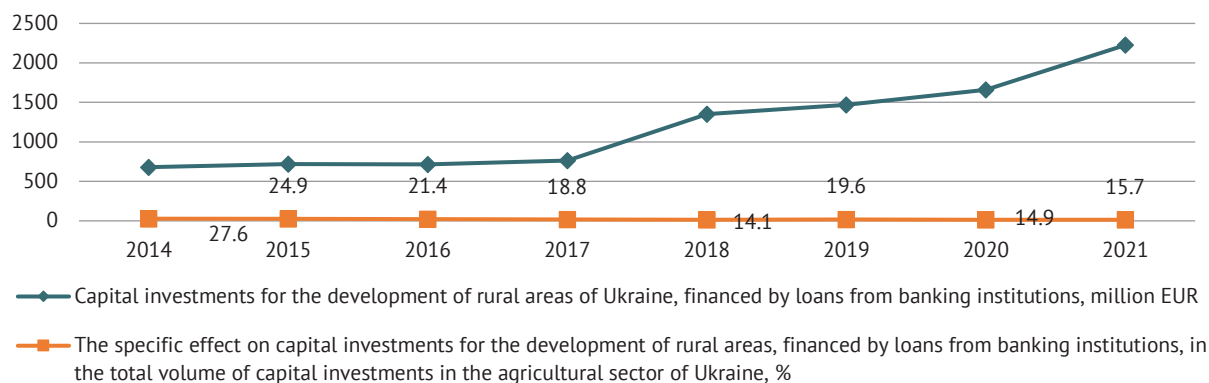 2500
2000
1500
1000
500
0
24.9 21.4 18.8 19.6 15.7
27.6 14.1 14.9
2014 2015 2016 2017 2018 2019 2020 2021
Capital investments for the development of rural areas of Ukraine, financed by loans from banking institutions, million EUR
The specific effect on capital investments for the development of rural areas, financed by loans from banking institutions, in
the total volume of capital investments in the agricultural sector of Ukraine, %